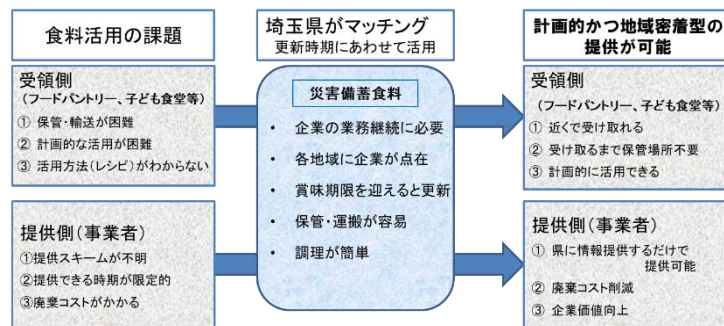 食料活用の課題
受領側
(フードパントリー、子ども食堂等)
① 保管・輸送が困難
② 計画的な活用が困難
③ 活用方法(レシピ)がわからない
提供側(事業者)
①提供スキームが不明
②提供できる時期が限定的
③廃棄コストがかかる
埼玉県がマッチング
更新時期にあわせて活用
災害備蓄食料
・ 企業の業務継続に必要
・ 各地域に企業が点在
・ 賞味期限を迎えると更新
・ 保管・運搬が容易
・ 調理が簡単
計画的かつ地域密着型の
提供が可能
受領側
(フードパントリー、子ども食堂等)
① 近くで受け取れる
② 受け取るまで保管場所不要
③ 計画的に活用できる
提供側(事業者)
① 県に情報提供するだけで
提供可能
② 廃棄コスト削減
③ 企業価値向上